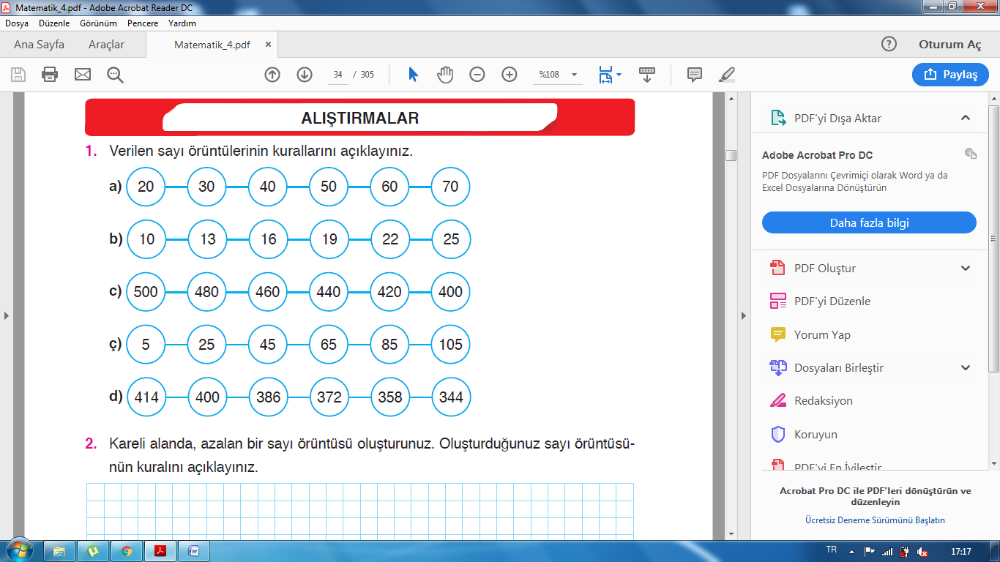 Matematik_4.pdf - Adobe Acrobat Reader DC
Dosya Düzenle Görünüm Pencere Yardım
Ana Sayfa Araçlar Matematik_4.pdf × ? Oturum Aç
34 / 305 %108 Paylaş
ALIŞTIRMALAR
1. Verilen sayı örüntülerinin kurallarını açıklayınız.
a) 20 30 40 50 60 70
b) 10 13 16 19 22 25
c) 500 480 460 440 420 400
ç) 5 25 45 65 85 105
d) 414 400 386 372 358 344
2. Kareli alanda, azalan bir sayı örüntüsü oluşturunuz. Oluşturduğunuz sayı örüntüsü-
nün kuralını açıklayınız.
PDF'yi Dışa Aktar
Adobe Acrobat Pro DC
PDF Dosyalarını Çevrimiçi olarak Word ya da
Excel Dosyalarına Dönüştürün
Daha fazla bilgi
PDF Oluştur
PDF'yi Düzenle
Yorum Yap
Dosyaları Birleştir
Redaksiyon
Koruyun
PDF'yi En İyileştir
Acrobat Pro DC ile PDF'leri dönüştürün ve
düzenleyin
Ücretsiz Deneme Sürümünü Başlatın
TR 17:17